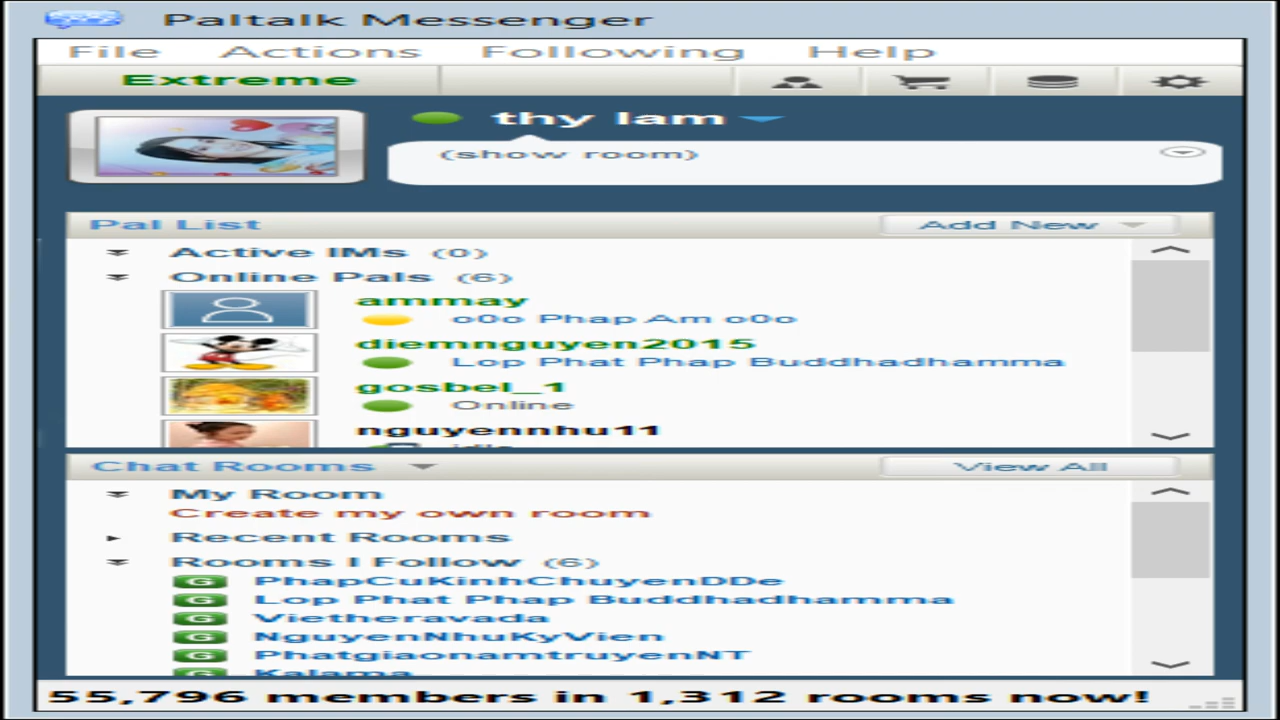 Paltalk Messenger
File Actions Following Help
Extreme
thy lam
(show room)
Pal List Add New
Active IMs (0)
Online Pals (6)
ammay
o0o Phap Am o0o
diemnguyen2015
Lop Phat Phap Buddhadhamma
gosbel_1
Online
nguyennhu11
Chat Rooms View All
My Room
Create my own room
Recent Rooms
Rooms I Follow (6)
G PhapCuKinhChuyenDDe
G Lop Phat Phap Buddhadhamma
G Vietheravada
G NguyenNhuKyVien
G PhatgiaonamtruyenNT
G Kalama
55,796 members in 1,312 rooms now!